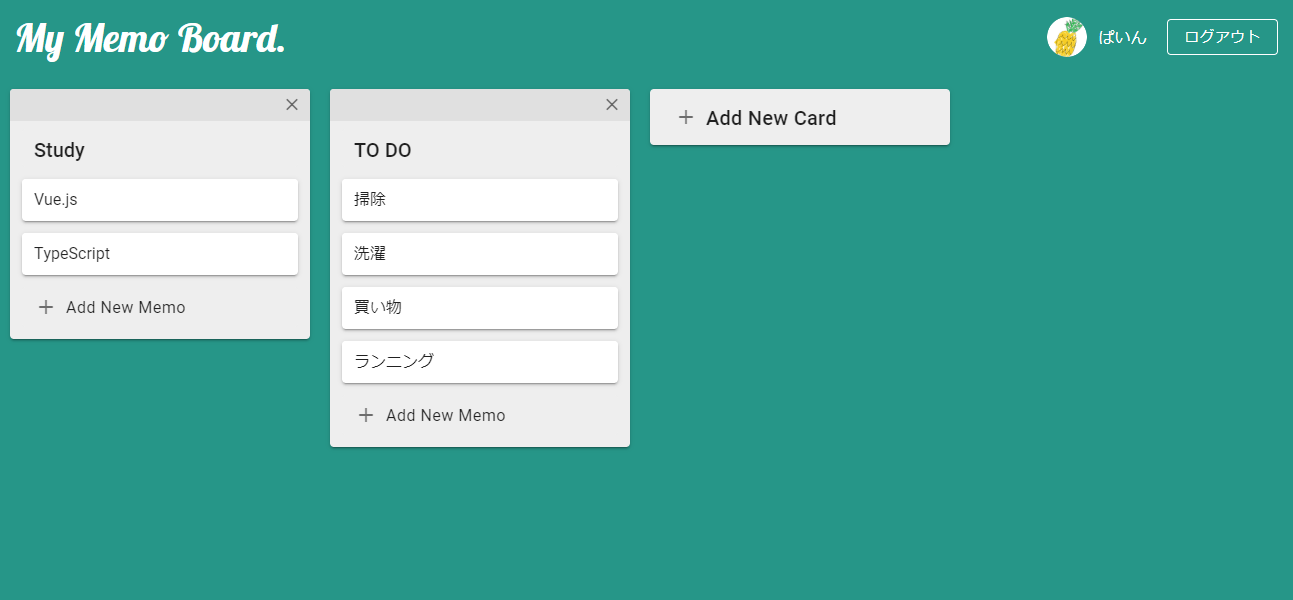 My Memo Board.
ぱいん
ログアウト
Study
Vue.js
TypeScript
Add New Memo
TO DO
掃除
洗濯
買い物
ランニング
Add New Memo
Add New Card